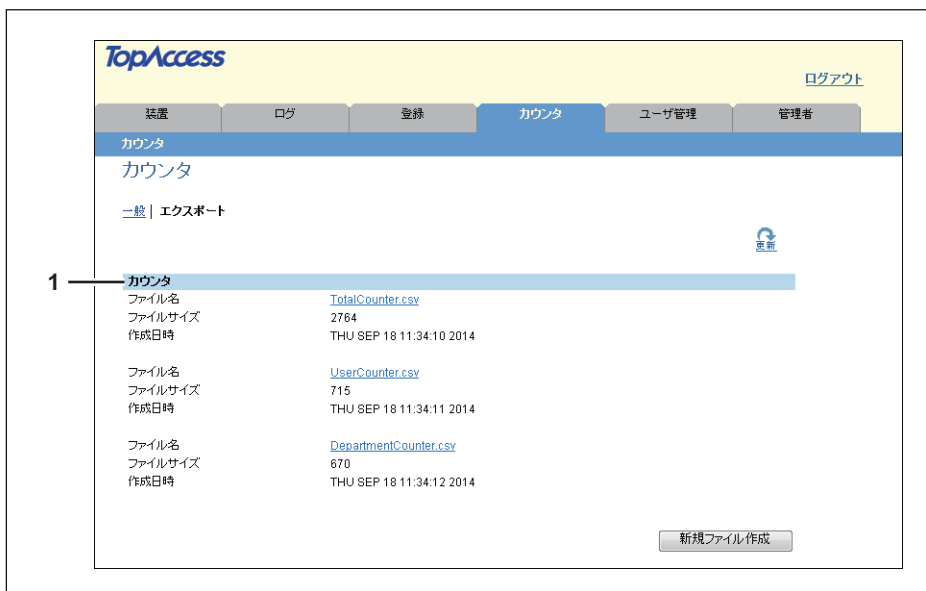 TopAccess
ログアウト
装置 ログ 登録 カウンタ ユーザ管理 管理者
カウンタ
カウンタ
一般 | エクスポート
更新
1
カウンタ
ファイル名 TotalCounter.csv
ファイルサイズ 2764
作成日時 THU SEP 18 11:34:10 2014
ファイル名 UserCounter.csv
ファイルサイズ 715
作成日時 THU SEP 18 11:34:11 2014
ファイル名 DepartmentCounter.csv
ファイルサイズ 670
作成日時 THU SEP 18 11:34:12 2014
新規ファイル作成